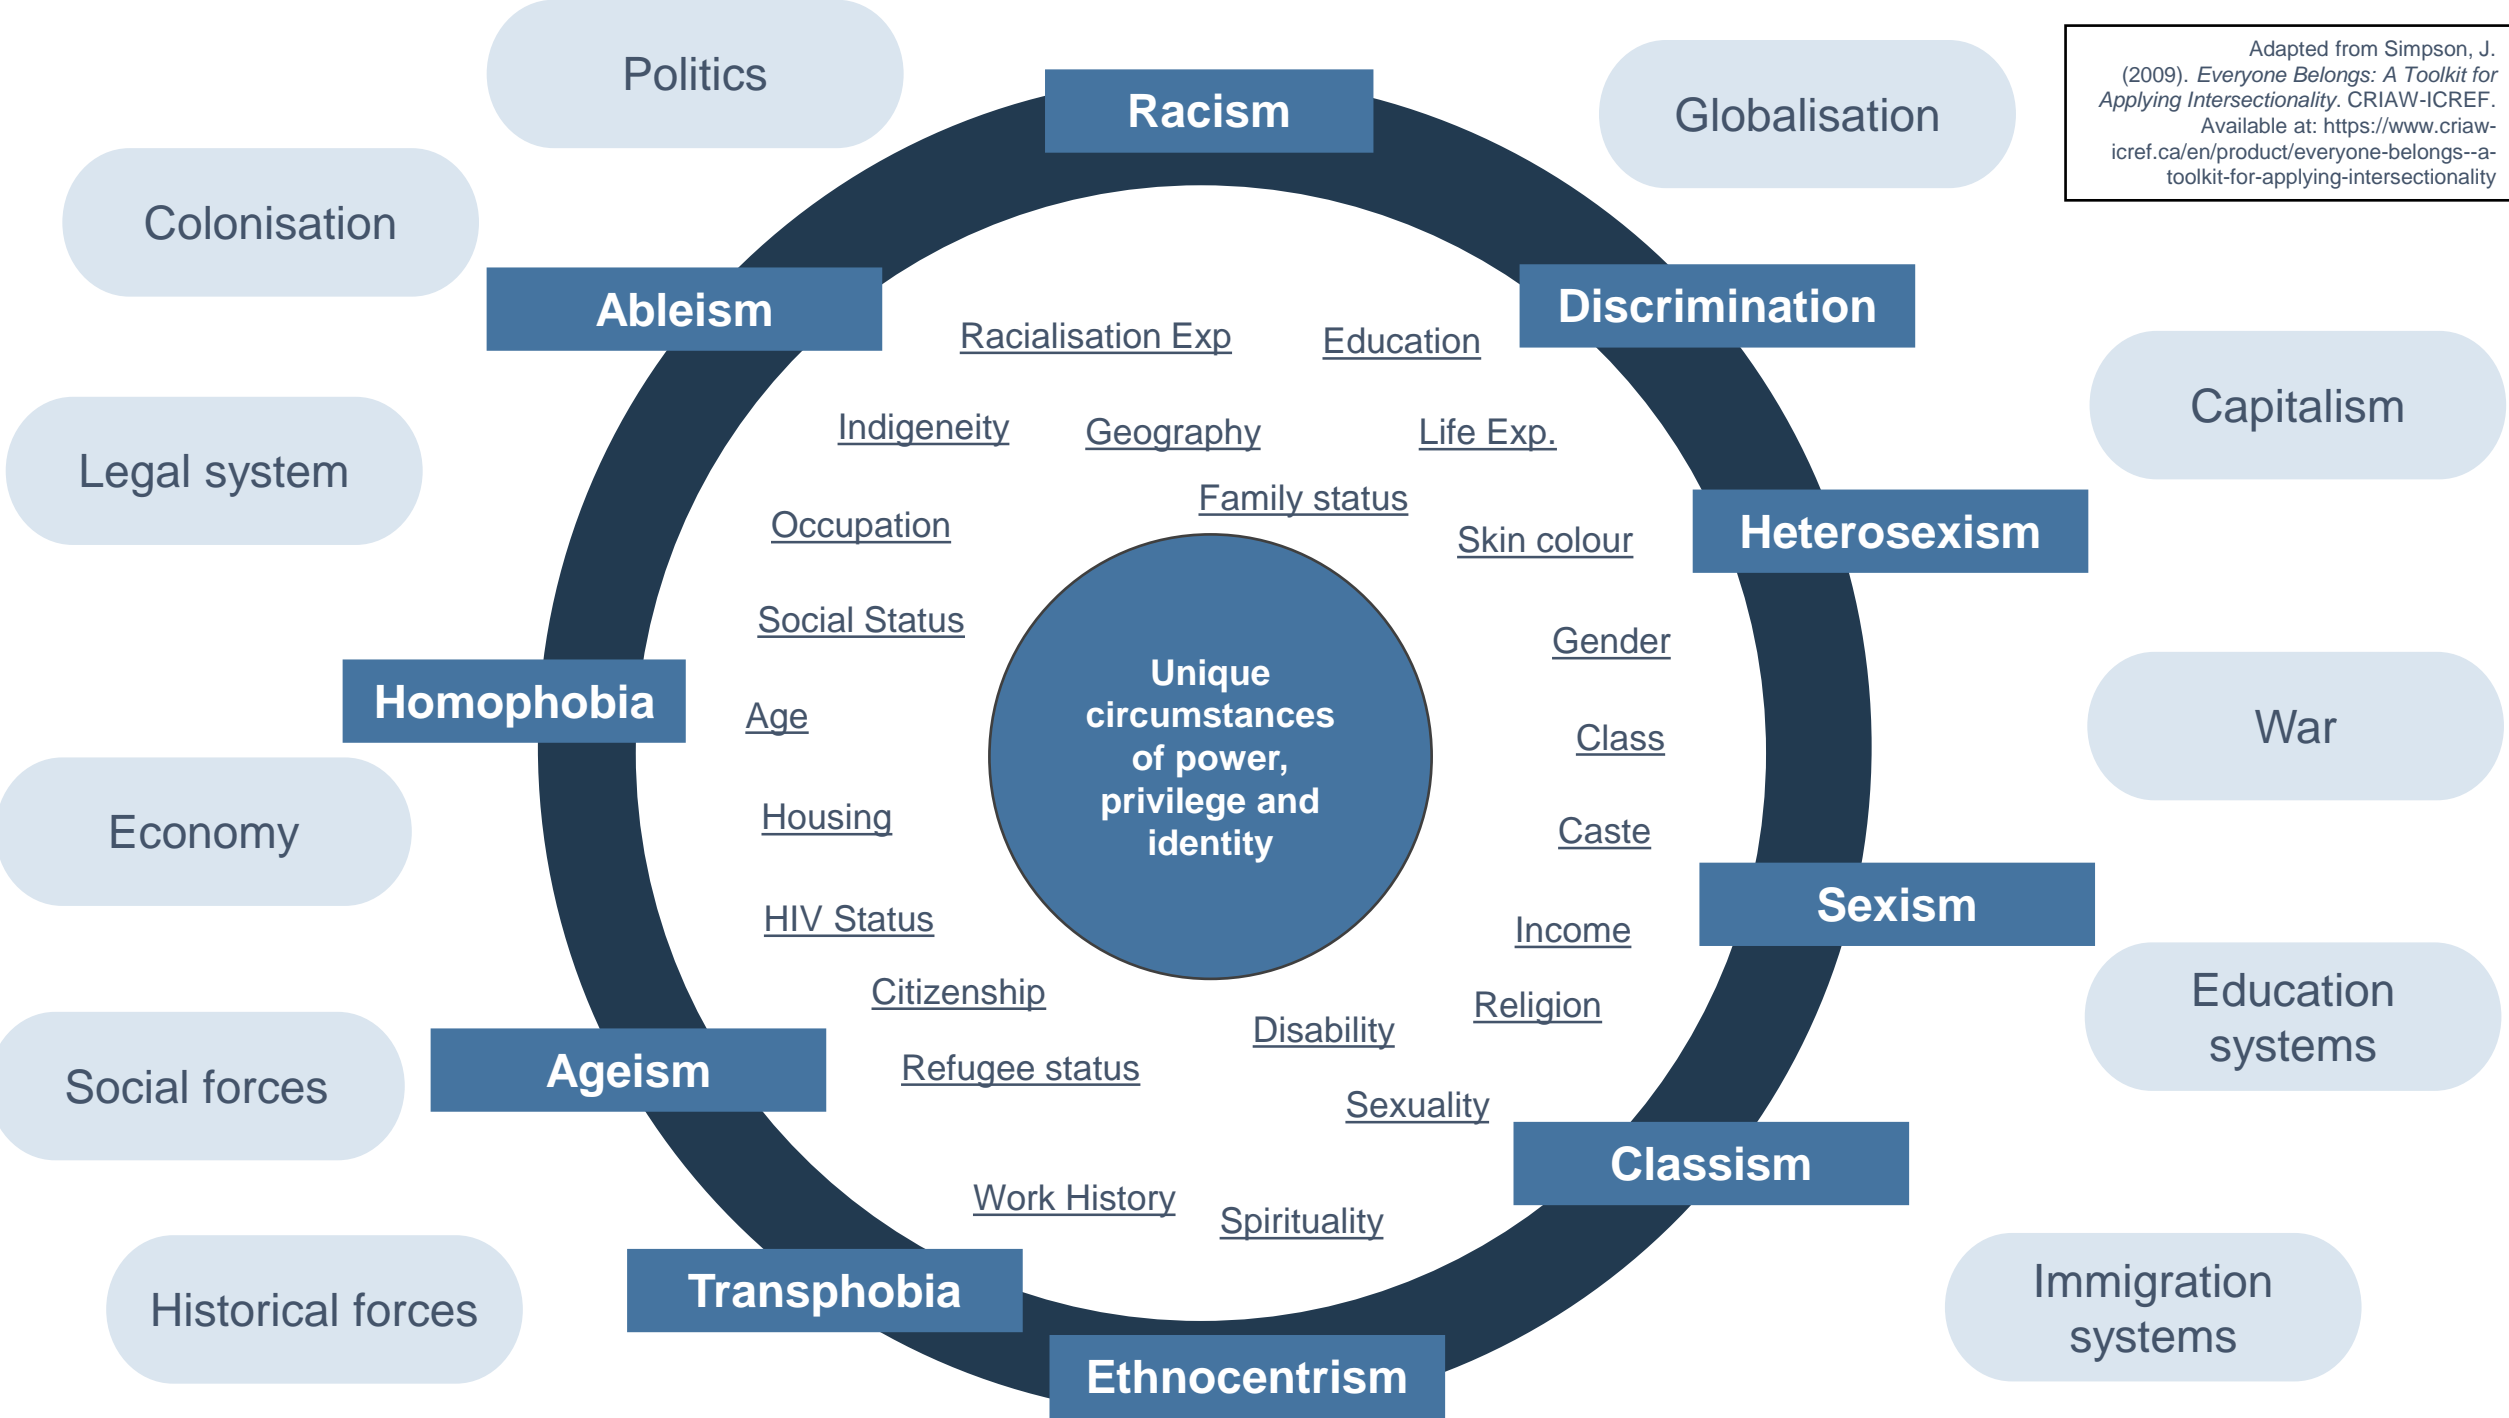 Politics
Racism
Globalisation
Adapted from Simpson, J.
(2009). Everyone Belongs: A Toolkit for
Applying Intersectionality. CRIAW-ICREF.
Available at: https://www.criaw-
icref.ca/en/product/everyone-belongs--a-
toolkit-for-applying-intersectionality
Colonisation
Ableism
Discrimination
Racialisation Exp
Education
Capitalism
Legal system
Indigeneity
Geography
Life Exp.
Family status
Occupation
Skin colour
Heterosexism
Social Status
Gender
Unique
circumstances
of power,
privilege and
identity
Homophobia
Age
Class
War
Economy
Housing
Caste
HIV Status
Income
Sexism
Citizenship
Religion
Education
systems
Social forces
Ageism
Refugee status
Disability
Sexuality
Classism
Work History
Spirituality
Historical forces
Transphobia
Immigration
systems
Ethnocentrism